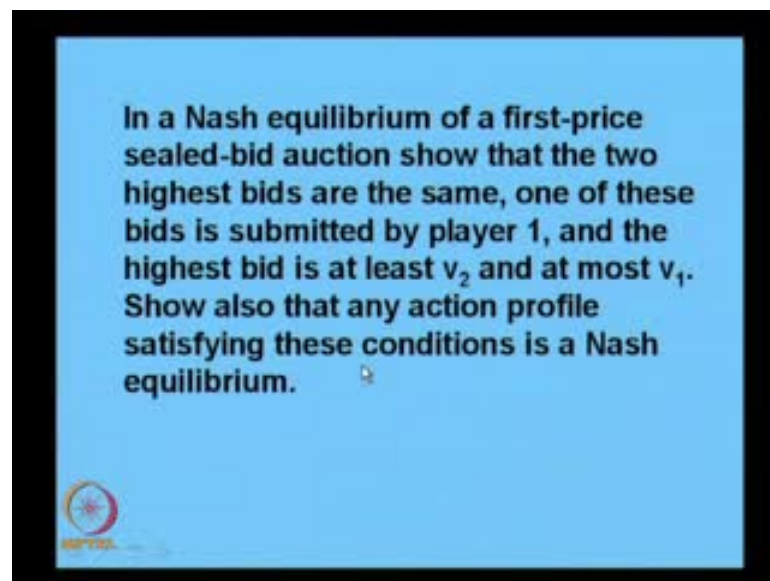 In a Nash equilibrium of a first-price
sealed-bid auction show that the two
highest bids are the same, one of these
bids is submitted by player 1, and the
highest bid is at least v₂ and at most v₁.
Show also that any action profile
satisfying these conditions is a Nash
equilibrium.